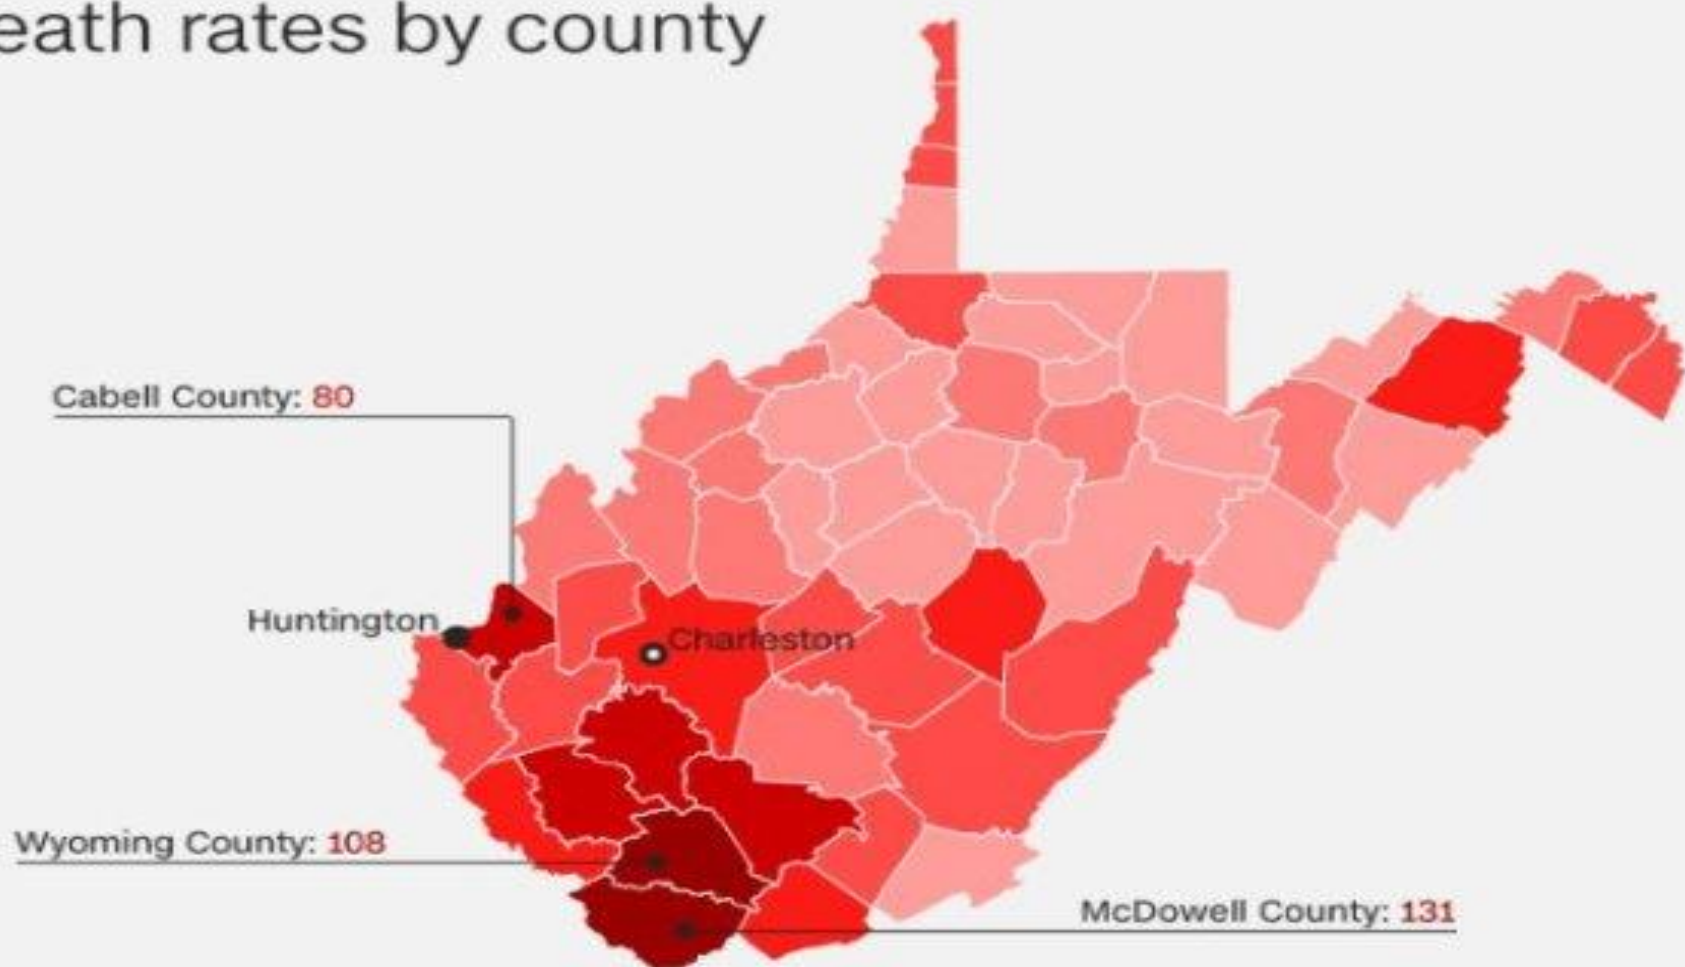 eath rates by county
Cabell County: 80
Huntington
Charleston
Wyoming County: 108
McDowell County: 131